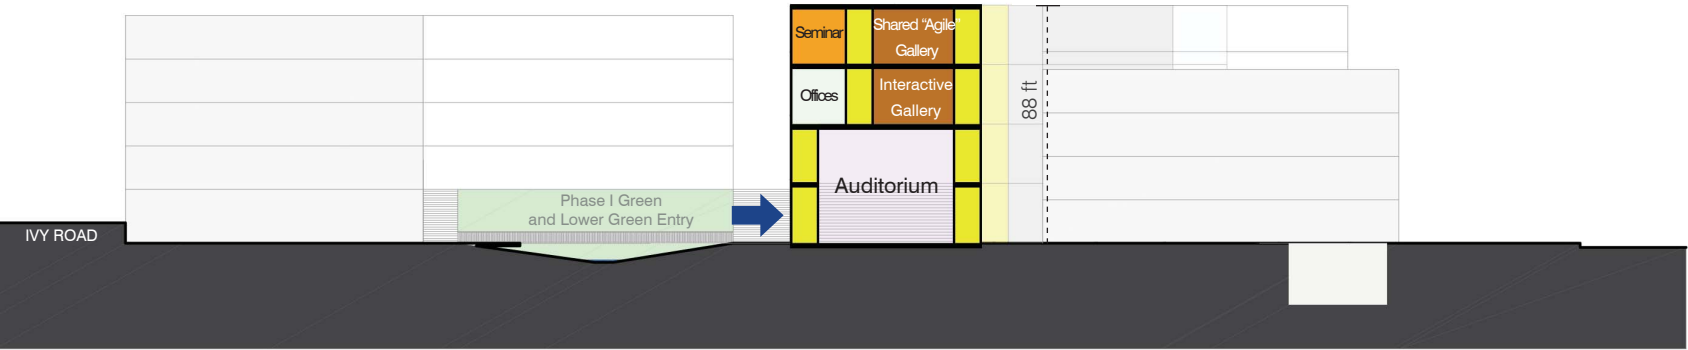 Seminar
Shared “Agile”
Gallery
Offices
Interactive
Gallery
88 ft
Auditorium
Phase I Green
and Lower Green Entry
IVY ROAD